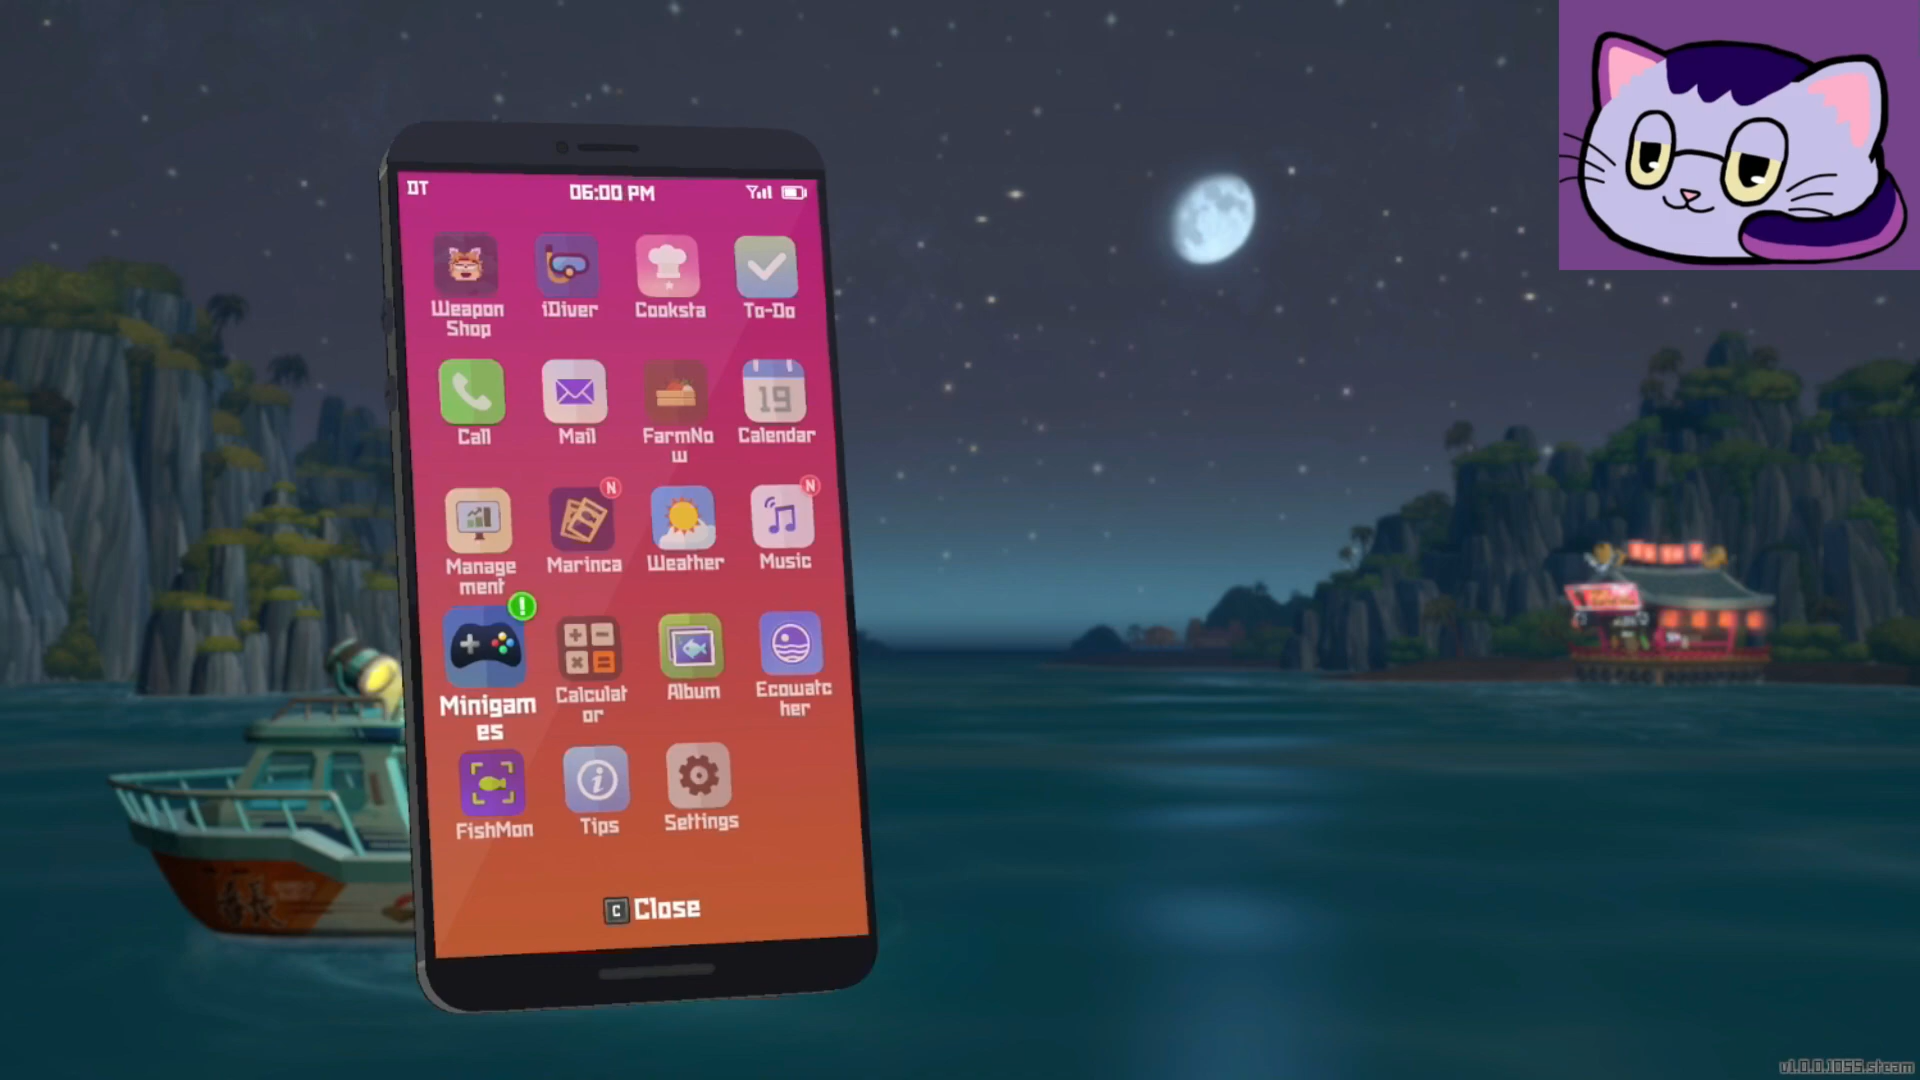 DT
06:00 PM
Weapon
Shop
iDiver
Cooksta
To-Do
Call
Mail
FarmNo
w
19
Calendar
Manage
ment
N
Marinca
Weather
N
Music
!
Minigam
es
Calculat
or
Album
Ecowatc
her
FishMon
Tips
Settings
C Close
v1.0.0.1055.steam